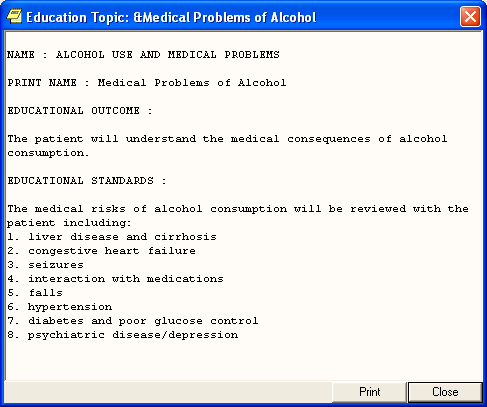 Education Topic: &Medical Problems of Alcohol
NAME : ALCOHOL USE AND MEDICAL PROBLEMS
PRINT NAME : Medical Problems of Alcohol
EDUCATIONAL OUTCOME :
The patient will understand the medical consequences of alcohol
consumption.
EDUCATIONAL STANDARDS :
The medical risks of alcohol consumption will be reviewed with the
patient including:
1. liver disease and cirrhosis
2. congestive heart failure
3. seizures
4. interaction with medications
5. falls
6. hypertension
7. diabetes and poor glucose control
8. psychiatric disease/depression
Print Close